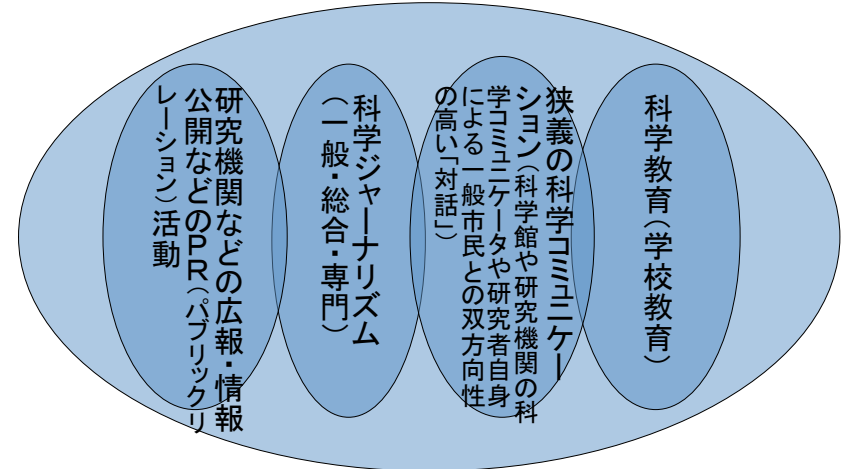 研究機関などの広報・情報
公開などのPR（パブリックリ
レーション）活動
科学ジャーナリズム
（一般・総合・専門）
狭義の科学コミュニケー
ション（科学館や研究機関の科
学コミュニケータや研究者自身
による一般市民との双方向性
の高い「対話」）
科学教育（学校教育）